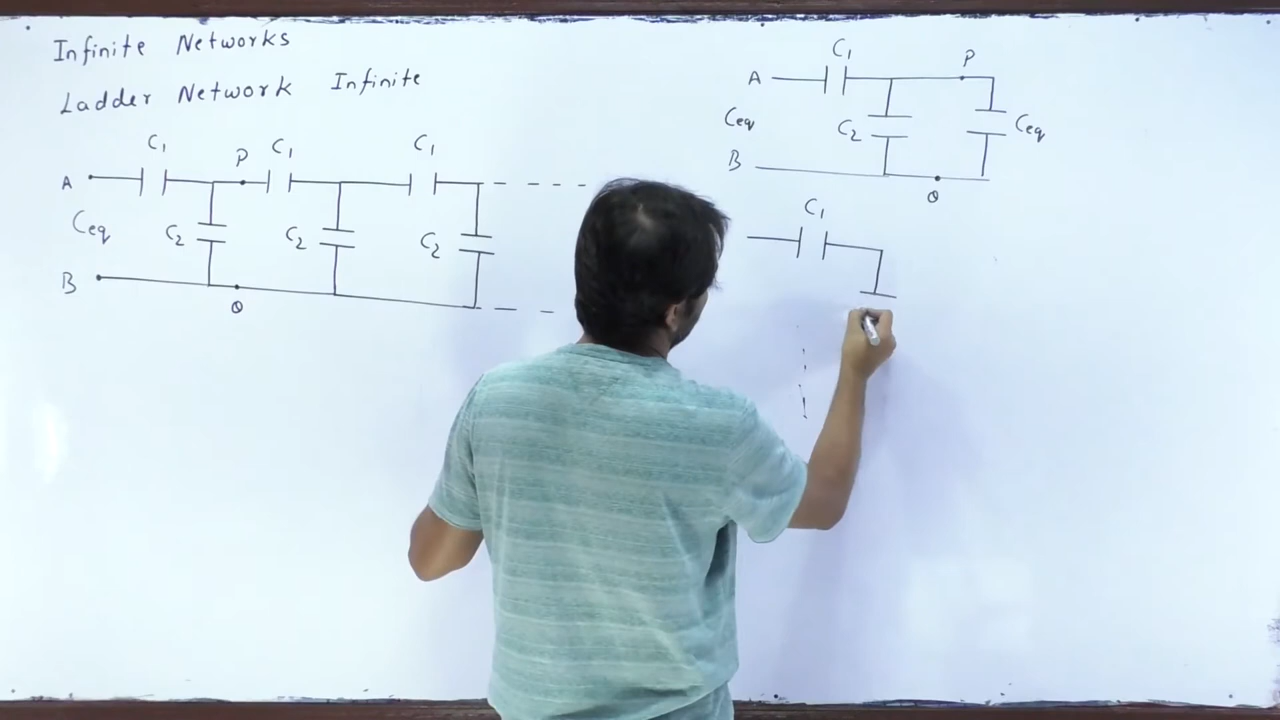 Infinite Networks
Ladder Network Infinite
C1 P C1 C1
A
Ceq C2 C2 C2
B
Q
C1 P
A
Ceq C2 Ceq
B
Q
C1